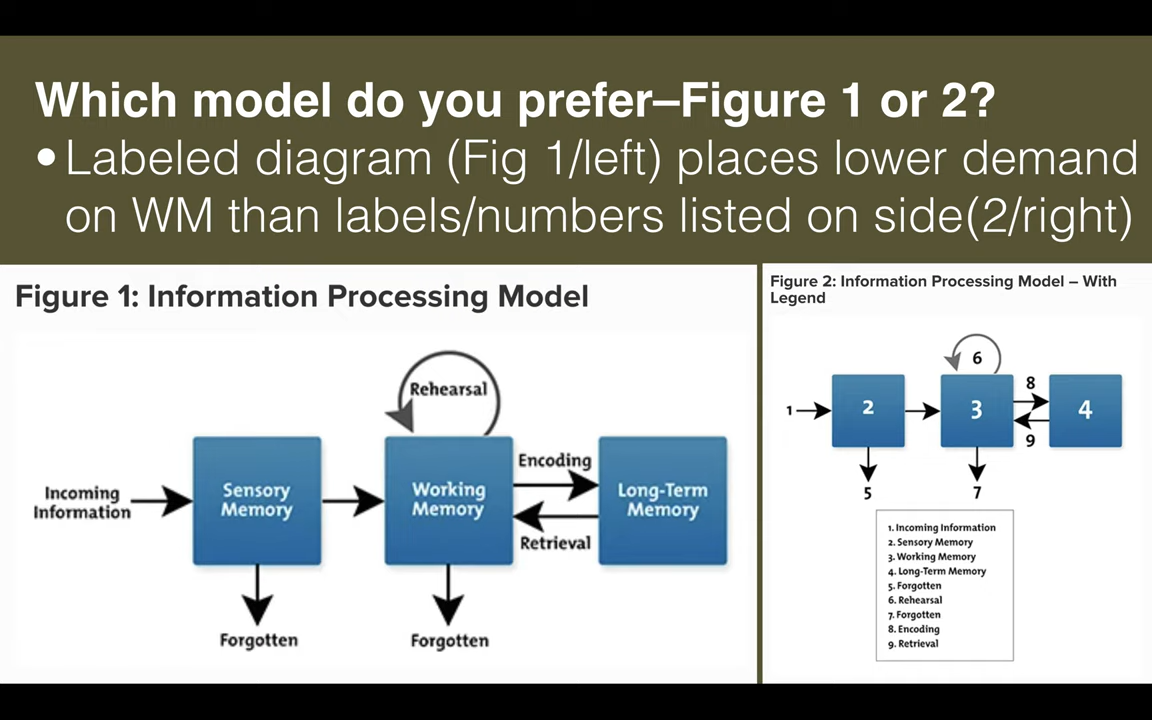 Which model do you prefer–Figure 1 or 2?
•Labeled diagram (Fig 1/left) places lower demand
on WM than labels/numbers listed on side(2/right)
Figure 1: Information Processing Model
Rehearsal
Incoming
Information
Sensory
Memory
Working
Memory
Encoding
Retrieval
Long-Term
Memory
Forgotten
Forgotten
Figure 2: Information Processing Model – With
Legend
6
1
2
3
8
9
4
5
7
1. Incoming Information
2. Sensory Memory
3. Working Memory
4. Long-Term Memory
5. Forgotten
6. Rehearsal
7. Forgotten
8. Encoding
9. Retrieval